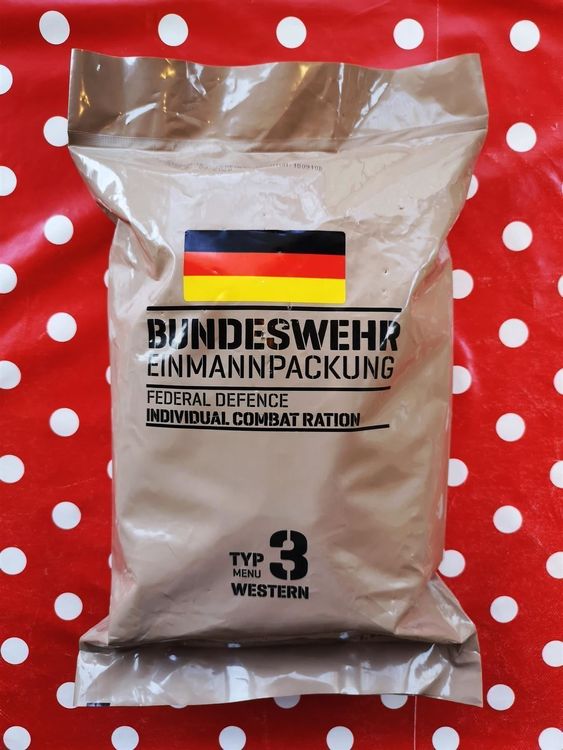 BUNDESWEHR
EINMANNPACKUNG
FEDERAL DEFENCE
INDIVIDUAL COMBAT RATION
TYP 3
MENU
WESTERN